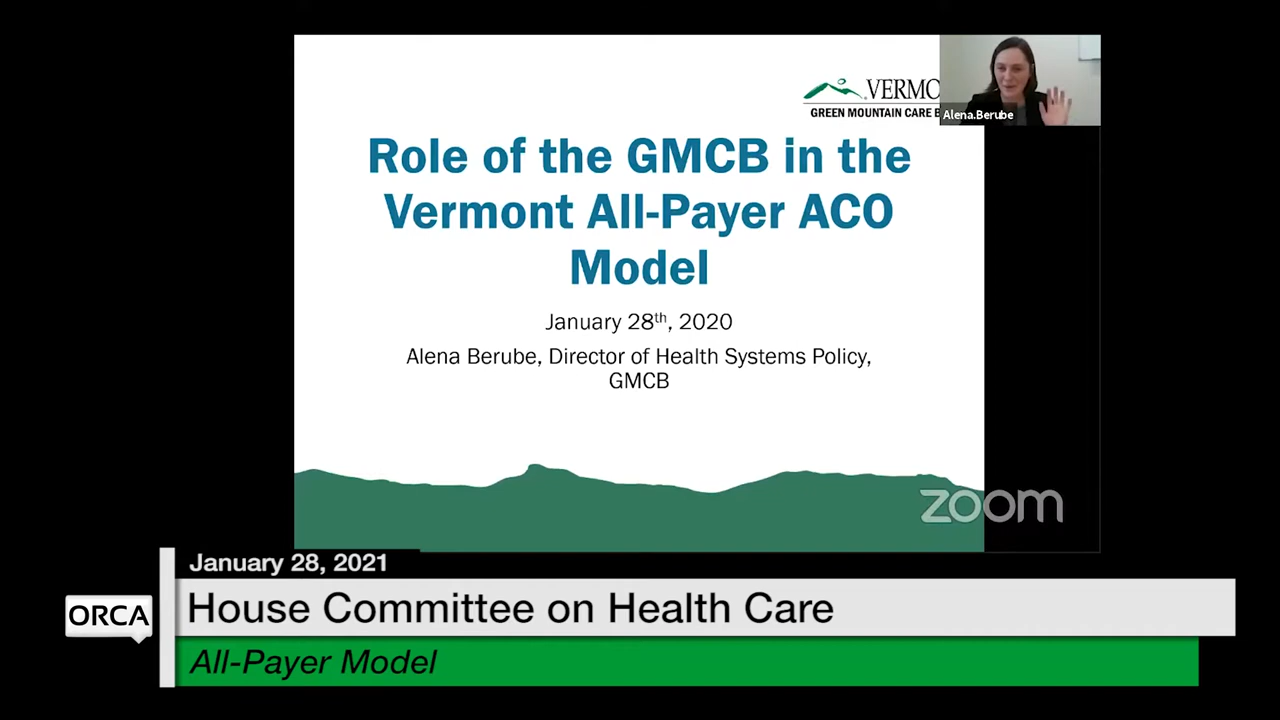 VERMO
GREEN MOUNTAIN CARE B
Alena.Berube
Role of the GMCB in the
Vermont All-Payer ACO
Model
January 28th, 2020
Alena Berube, Director of Health Systems Policy,
GMCB
zoom
January 28, 2021
ORCA
House Committee on Health Care
All-Payer Model